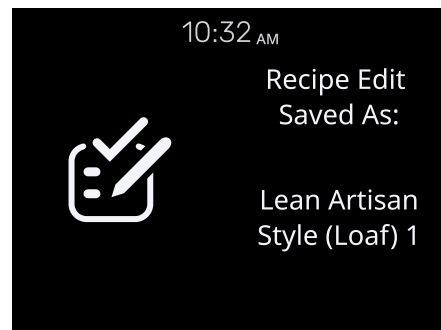 10:32 AM
Recipe Edit
Saved As:
Lean Artisan
Style (Loaf) 1